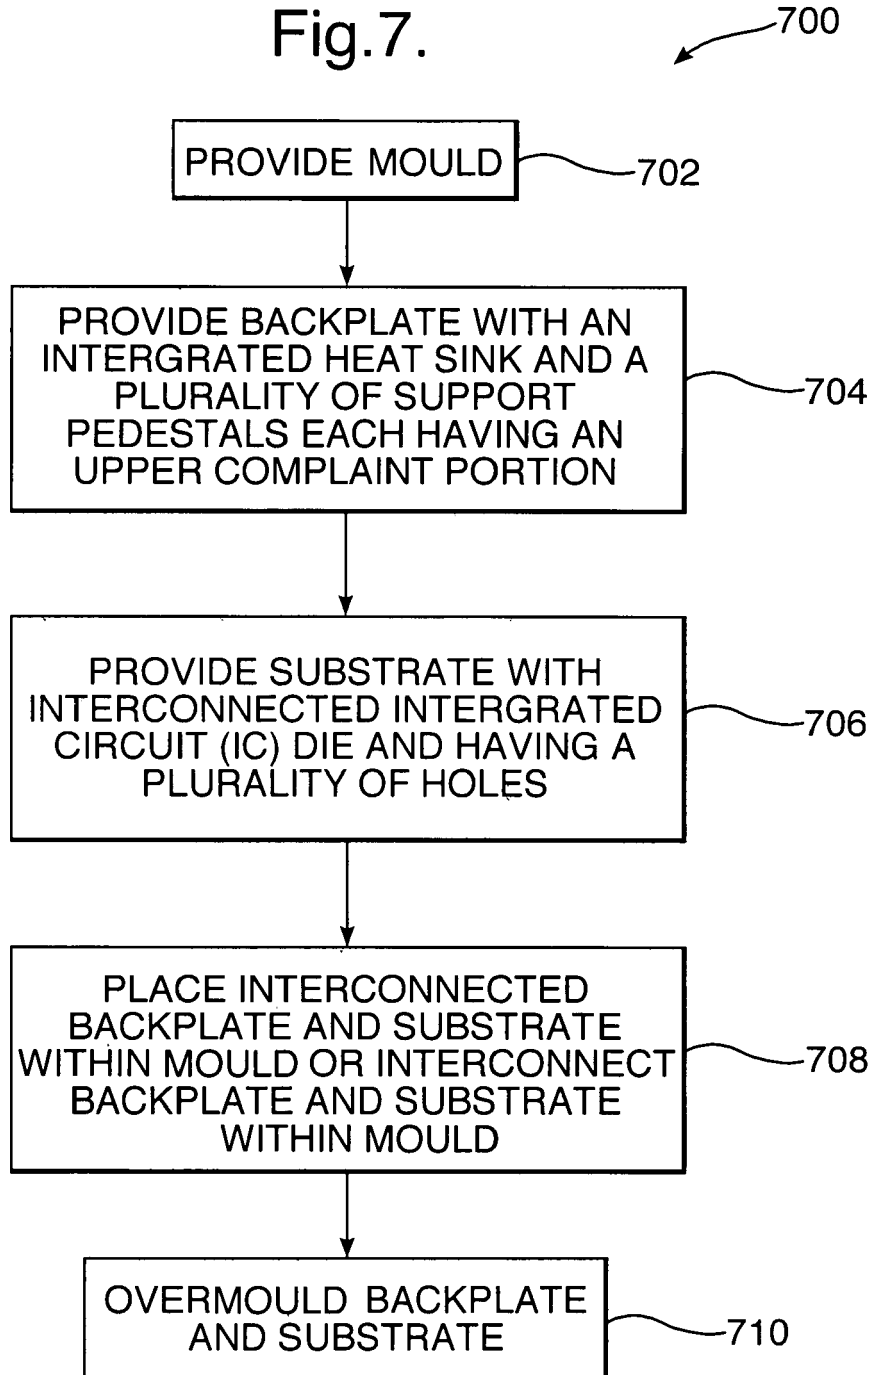 Fig.7.
700
PROVIDE MOULD
702
PROVIDE BACKPLATE WITH AN
INTERGRATED HEAT SINK AND A
PLURALITY OF SUPPORT
PEDESTALS EACH HAVING AN
UPPER COMPLAINT PORTION
704
PROVIDE SUBSTRATE WITH
INTERCONNECTED INTERGRATED
CIRCUIT (IC) DIE AND HAVING A
PLURALITY OF HOLES
706
PLACE INTERCONNECTED
BACKPLATE AND SUBSTRATE
WITHIN MOULD OR INTERCONNECT
BACKPLATE AND SUBSTRATE
WITHIN MOULD
708
OVERMOULD BACKPLATE
AND SUBSTRATE
710